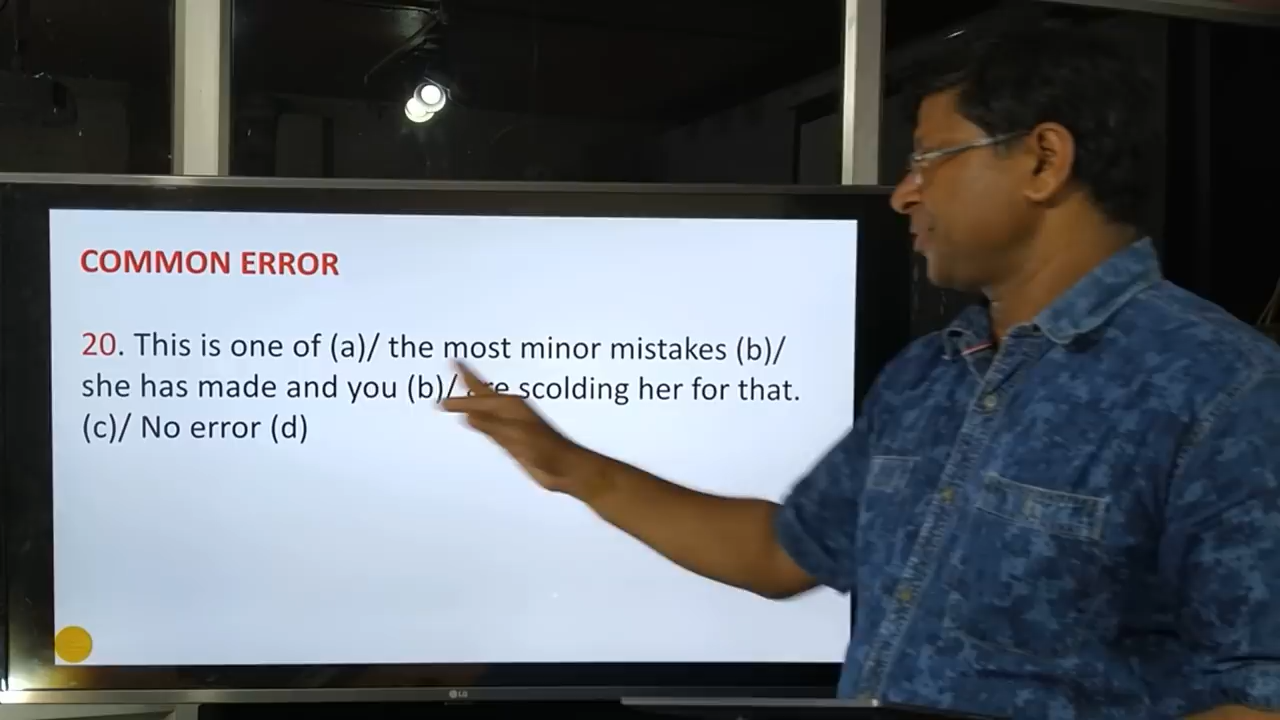 COMMON ERROR
20. This is one of (a)/ the most minor mistakes (b)/
she has made and you (b)/ are scolding her for that.
(c)/ No error (d)
LG